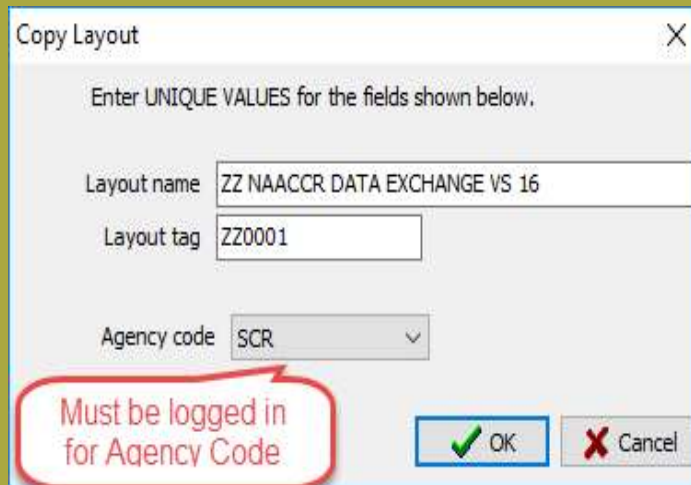 Copy Layout
Enter UNIQUE VALUES for the fields shown below.
Layout name ZZ NAACCR DATA EXCHANGE VS 16
Layout tag ZZ0001
Agency code SCR
Must be logged in
for Agency Code
OK Cancel